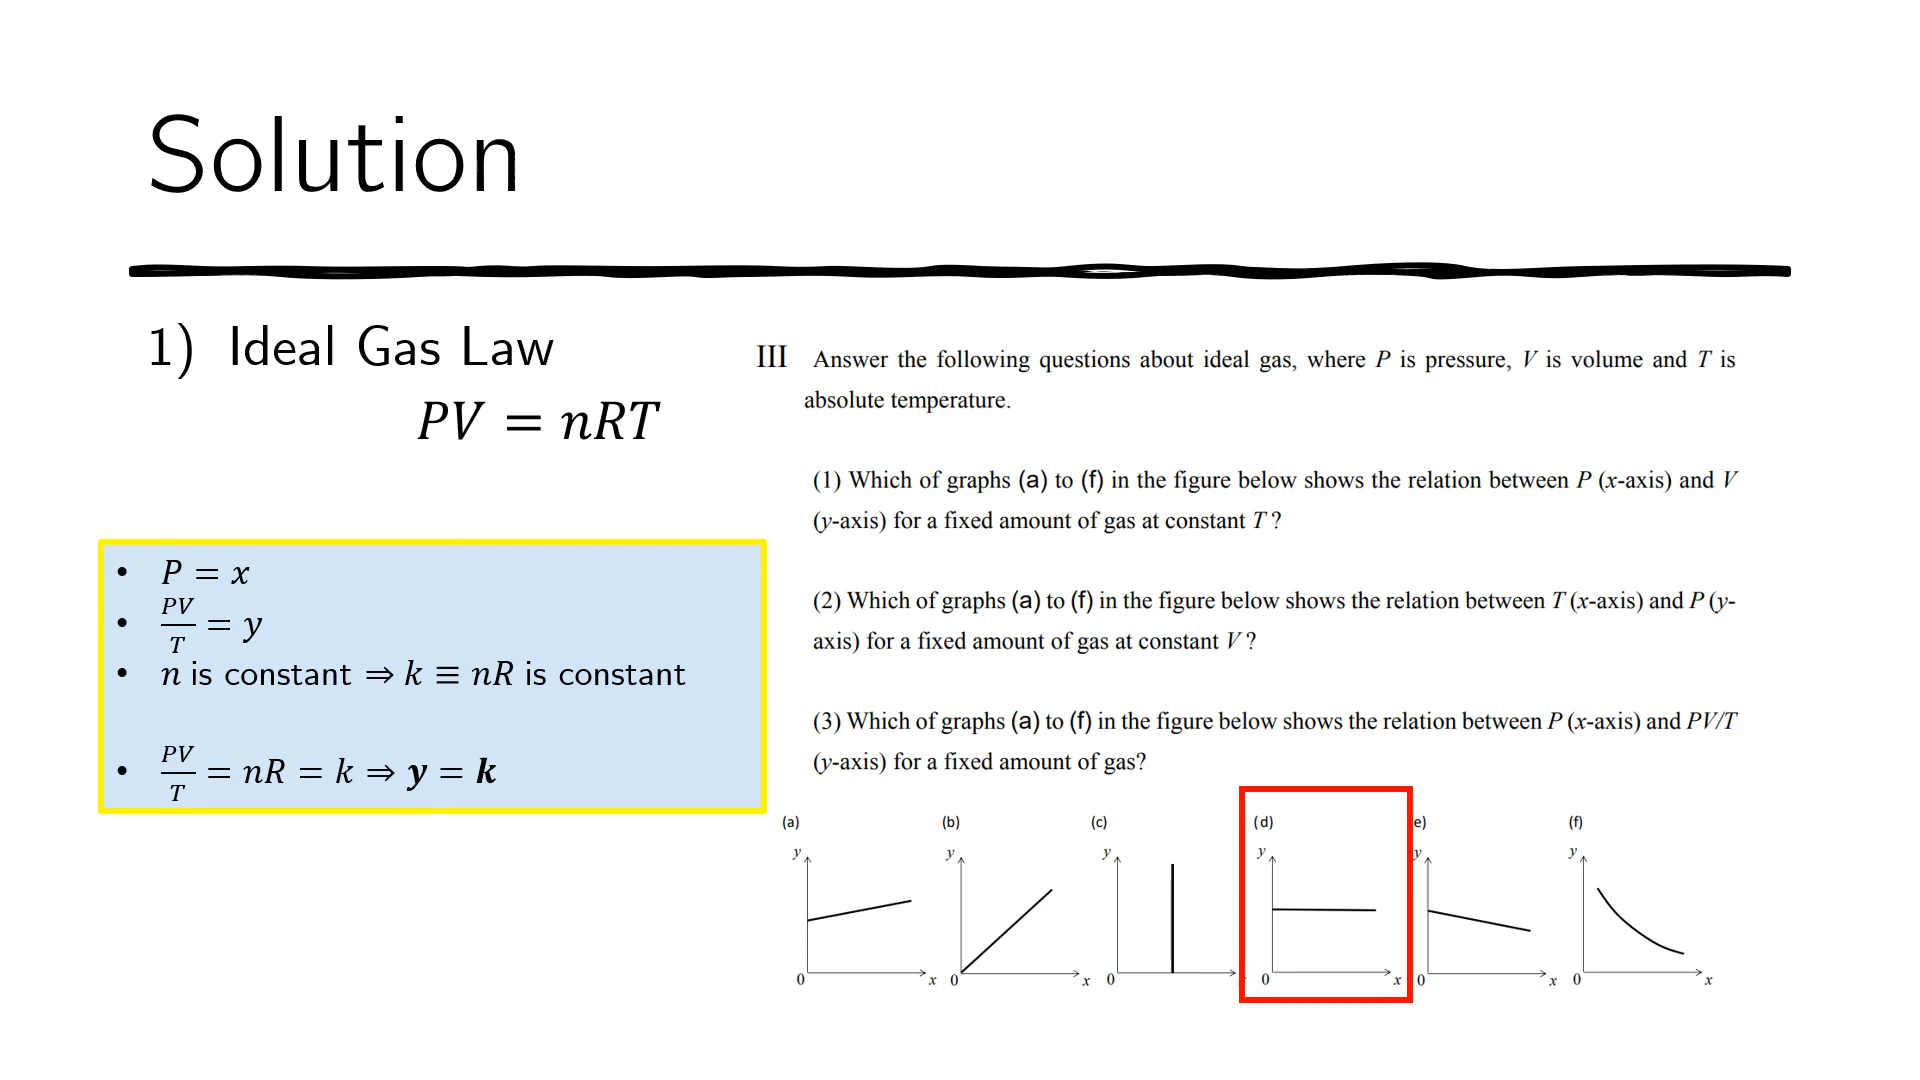 Solution
1) Ideal Gas Law
PV = nRT
• P = x
• PV/T = y
• n is constant ⇒ k ≡ nR is constant
• PV/T = nR = k ⇒ y = k
III Answer the following questions about ideal gas, where P is pressure, V is volume and T is
absolute temperature.
(1) Which of graphs (a) to (f) in the figure below shows the relation between P (x-axis) and V
(y-axis) for a fixed amount of gas at constant T ?
(2) Which of graphs (a) to (f) in the figure below shows the relation between T (x-axis) and P (y-
axis) for a fixed amount of gas at constant V ?
(3) Which of graphs (a) to (f) in the figure below shows the relation between P (x-axis) and PV/T
(y-axis) for a fixed amount of gas?
(a) (b) (c) (d) e) (f)
y y y y y y
0 x 0 x 0 0 x 0 x 0 x